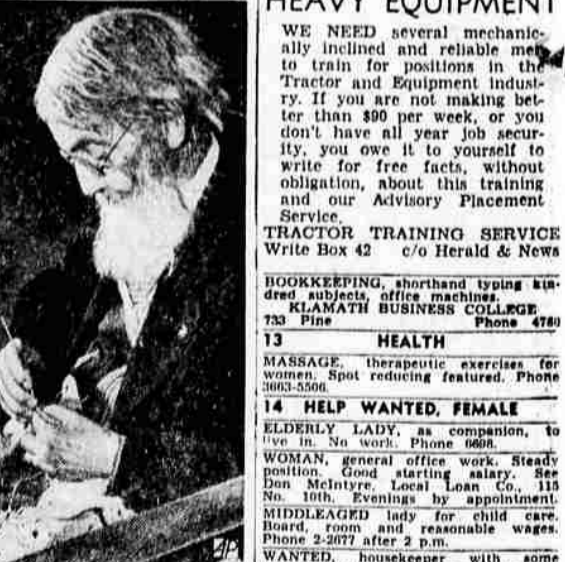 HEAVY EQUIPMENT
WE NEED several mechanic-
ally inclined and reliable men
to train for positions in the
Tractor and Equipment indust-
ry. If you are not making bet-
ter than $90 per week, or you
don't have all year job secur-
ity, you owe it to yourself to
write for free facts, without
obligation, about this training
and our Advisory Placement
Service.
TRACTOR TRAINING SERVICE
Write Box 42 c/o Herald & News
BOOKKEEPING, shorthand typing kin-
dred subjects, office machines.
KLAMATH BUSINESS COLLEGE
733 Pine Phone 4760
13 HEALTH
MASSAGE, therapeutic exercises for
women. Spot reducing featured. Phone
3663-5506.
14 HELP WANTED, FEMALE
ELDERLY LADY, as companion, to
live in. No work. Phone 6698.
WOMAN, general office work. Steady
position. Good starting salary. See
Don McIntyre, Local Loan Co., 115
No. 10th. Evenings by appointment.
MIDDLEAGED lady for child care.
Board, room and reasonable wages.
Phone 2-2677 after 2 p.m.
WANTED, housekeeper with some
AP